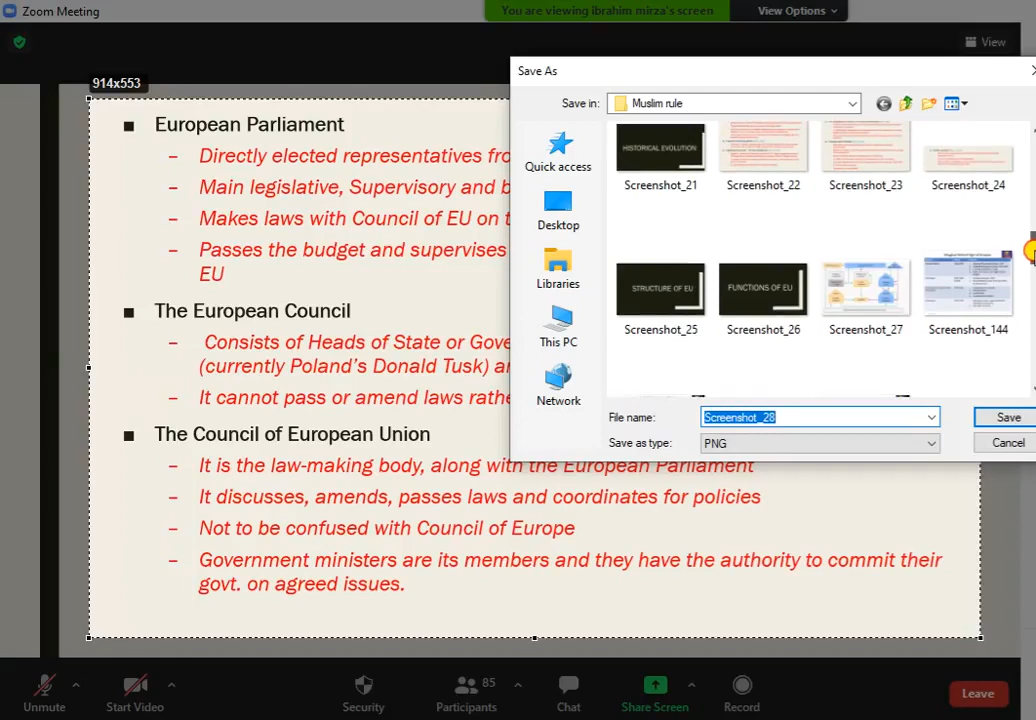 Zoom Meeting
You are viewing ibrahim mirza's screen
View Options
View
914x553
■ European Parliament
– Directly elected representatives fro
– Main legislative, Supervisory and b
– Makes laws with Council of EU on t
– Passes the budget and supervises
EU
■ The European Council
– Consists of Heads of State or Gove
(currently Poland's Donald Tusk) a
– It cannot pass or amend laws rathe
■ The Council of European Union
– It is the law-making body, along with the European Parliament
– It discusses, amends, passes laws and coordinates for policies
– Not to be confused with Council of Europe
– Government ministers are its members and they have the authority to commit their
govt. on agreed issues.
Save As
Save in:
Muslim rule
Quick access
Desktop
Libraries
This PC
Network
HISTORICAL EVOLUTION
Screenshot_21
Screenshot_22
Screenshot_23
Screenshot_24
STRUCTURE OF EU
FUNCTIONS OF EU
Screenshot_25
Screenshot_26
Screenshot_27
Screenshot_144
File name:
Screenshot_28
Save
Save as type:
PNG
Cancel
Unmute
Start Video
Security
85
Participants
Chat
Share Screen
Record
Leave